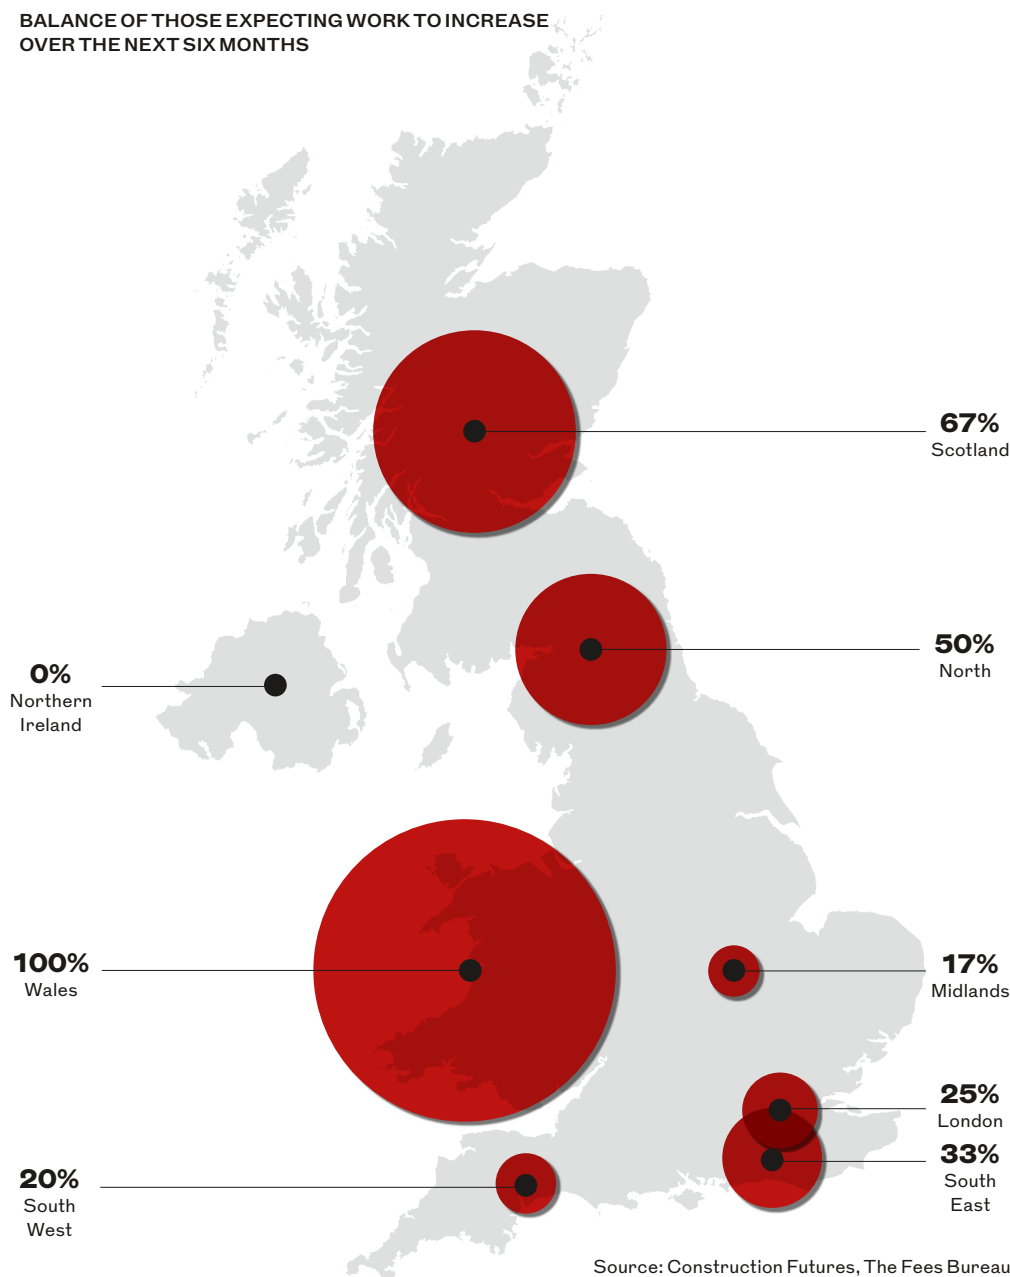 BALANCE OF THOSE EXPECTING WORK TO INCREASE
OVER THE NEXT SIX MONTHS
67%
Scotland
50%
North
0%
Northern
Ireland
100%
Wales
17%
Midlands
25%
London
33%
South
East
20%
South
West
Source: Construction Futures, The Fees Bureau